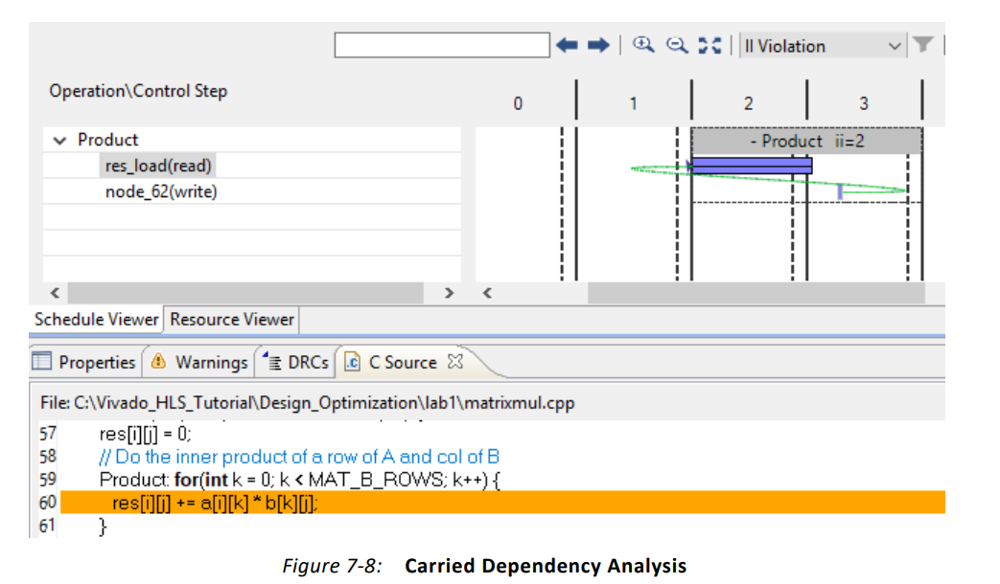 II Violation
Operation\Control Step
0 1 2 3
Product
- Product ii=2
res_load(read)
node_62(write)
Schedule Viewer Resource Viewer
Properties Warnings DRCs C Source
File: C:\Vivado_HLS_Tutorial\Design_Optimization\lab1\matrixmul.cpp
57 res[i][j] = 0;
58 // Do the inner product of a row of A and col of B
59 Product: for(int k = 0; k < MAT_B_ROWS; k++) {
60 res[i][j] += a[i][k] * b[k][j];
61 }
Figure 7-8: Carried Dependency Analysis